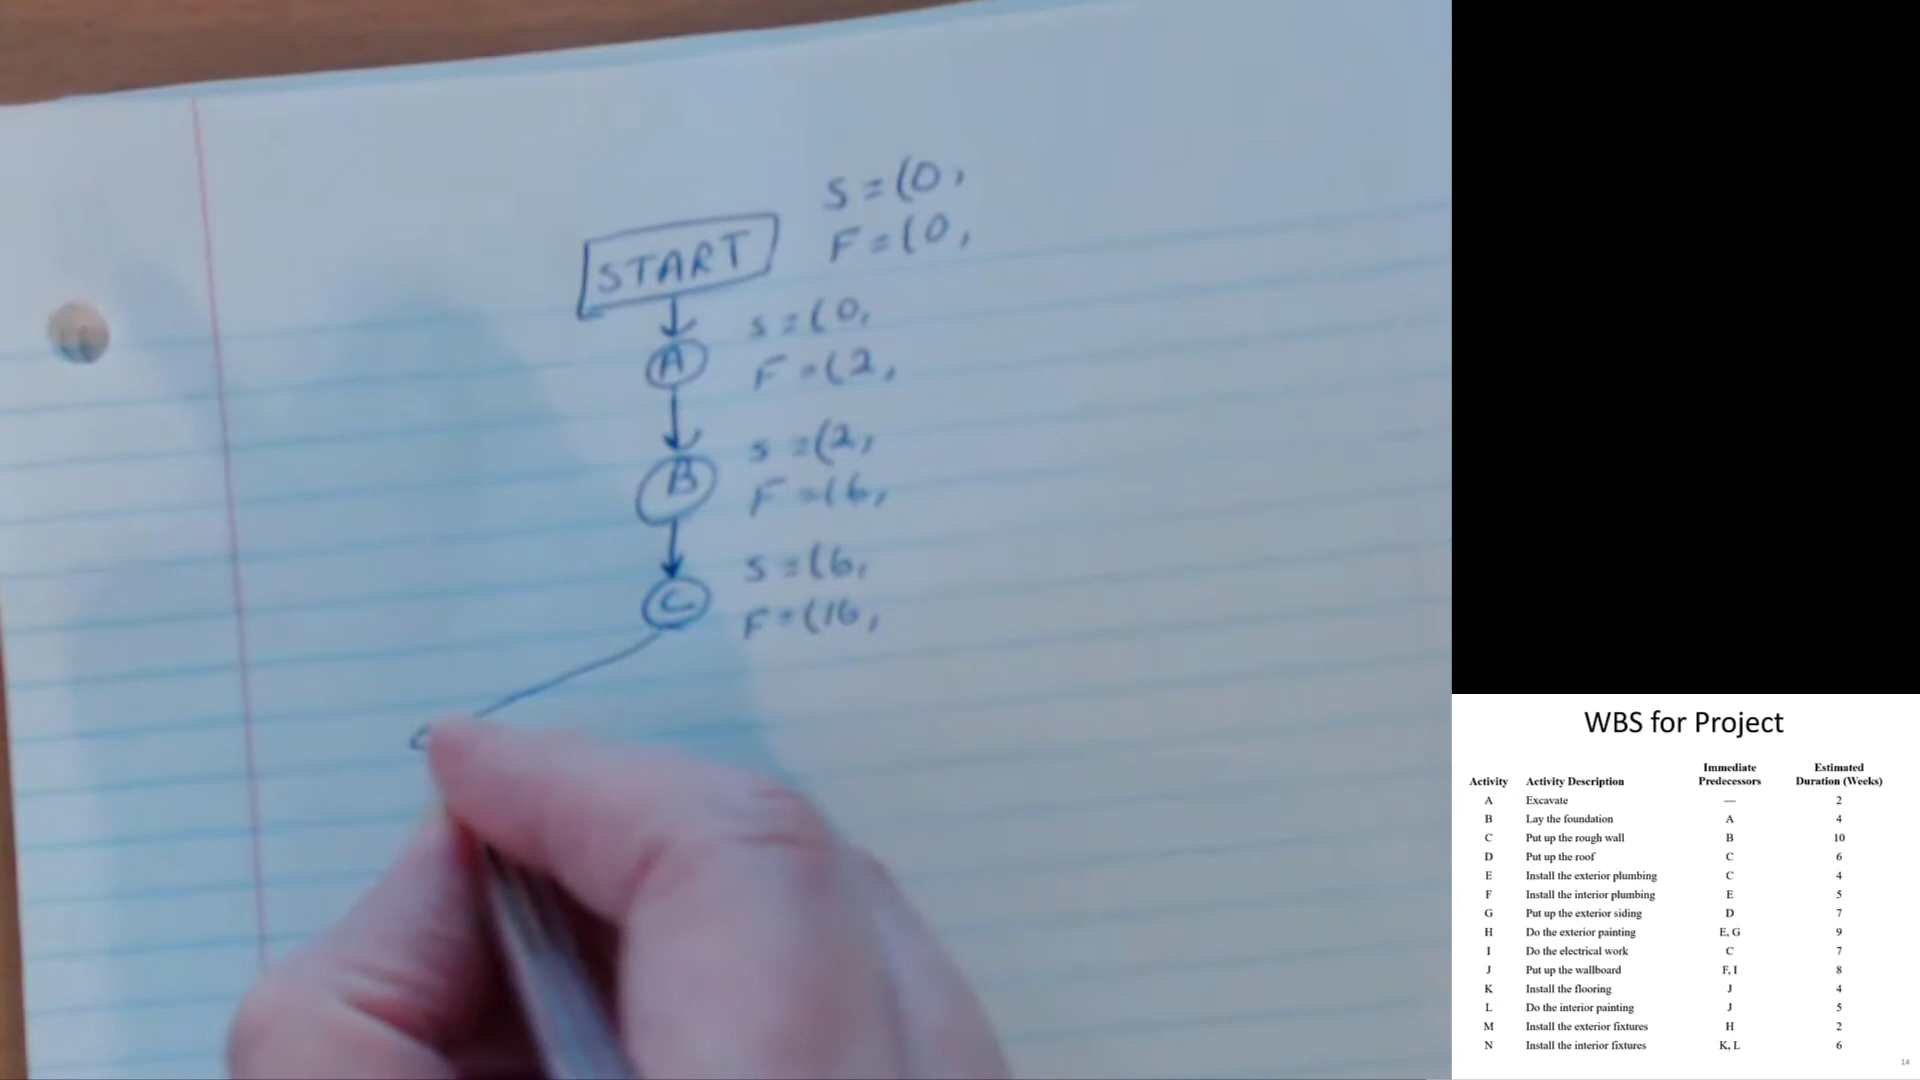 S = (0,
F = (0,
START
S = (0,
A
F = (2,
S = (2,
B
F = (6,
S = (6,
C
F = (16,
WBS for Project
Activity Activity Description Immediate Predecessors Estimated Duration (Weeks)
A Excavate — 2
B Lay the foundation A 4
C Put up the rough wall B 10
D Put up the roof C 6
E Install the exterior plumbing C 4
F Install the interior plumbing E 5
G Put up the exterior siding D 7
H Do the exterior painting E, G 9
I Do the electrical work C 7
J Put up the wallboard F, I 8
K Install the flooring J 4
L Do the interior painting J 5
M Install the exterior fixtures H 2
N Install the interior fixtures K, L 6
14